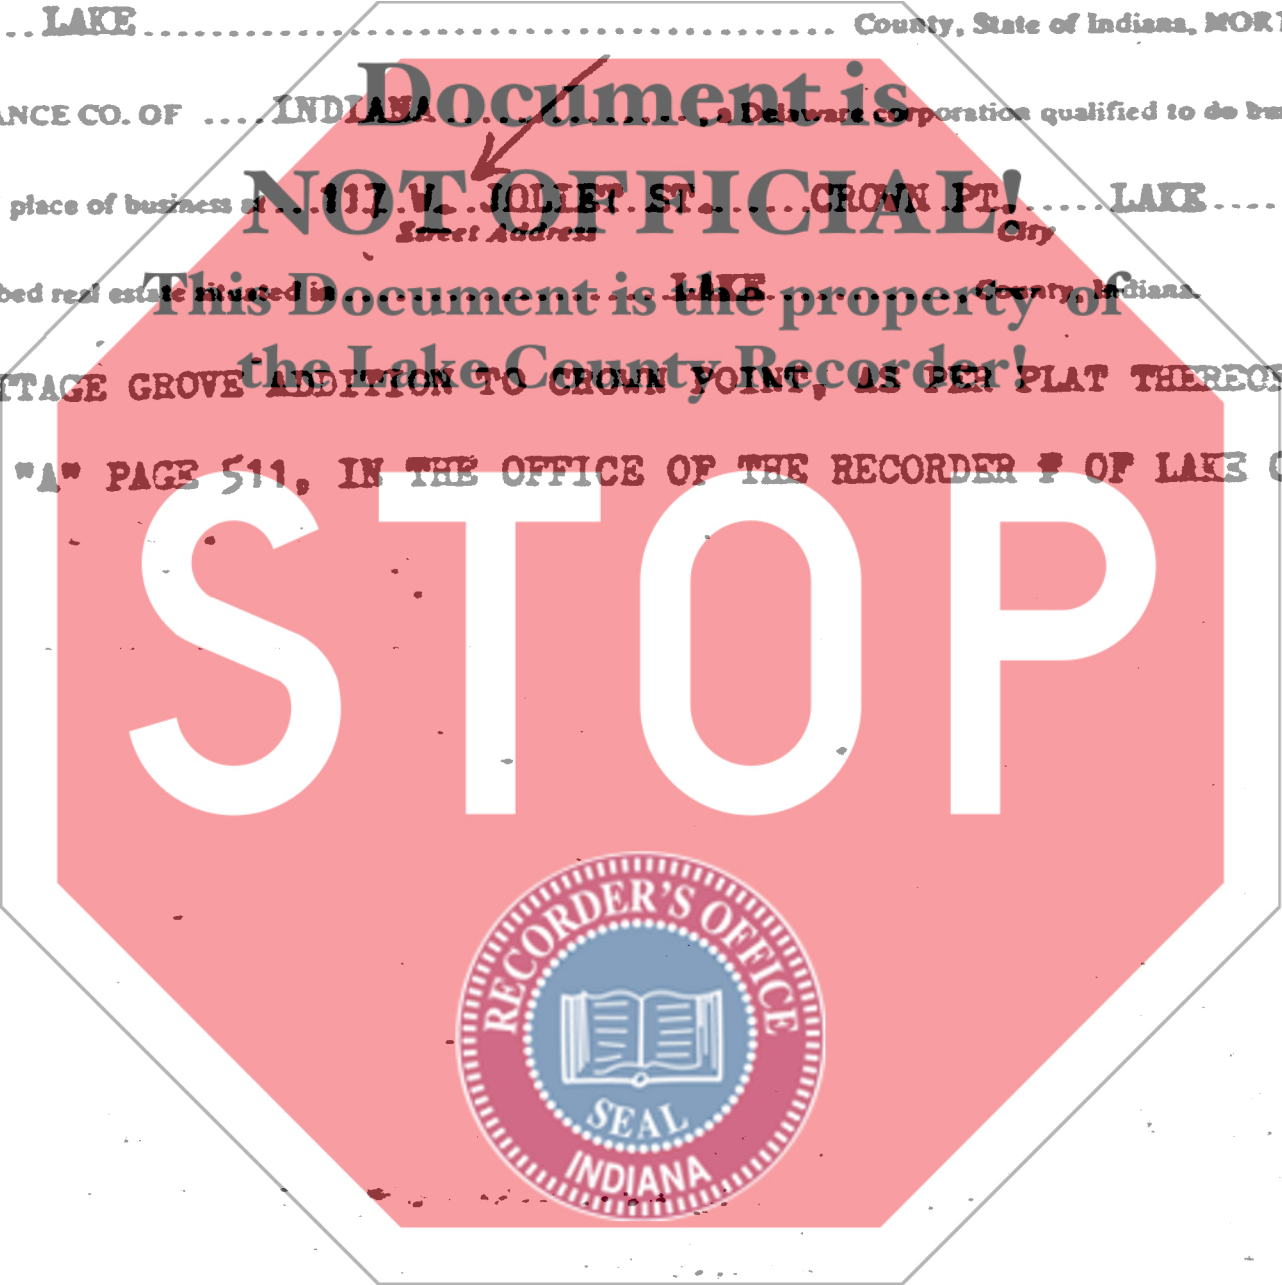 LAKE County, State of Indiana, MOR
Document is
ANCE CO. OF INDIANA, a Delaware corporation qualified to do bus
NOT OFFICIAL!
place of business at 117 W. JOLIET ST. CROWN PT. LAKE
Street Address City
This Document is the property of
bed real estate situated in LAKE, County, Indiana.
the Lake County Recorder!
TTAGE GROVE ADDITION TO CROWN POINT, AS PER PLAT THEREOF
"A" PAGE 511, IN THE OFFICE OF THE RECORDER OF LAKE C
STOP
RECORDER'S OFFICE
SEAL
INDIANA